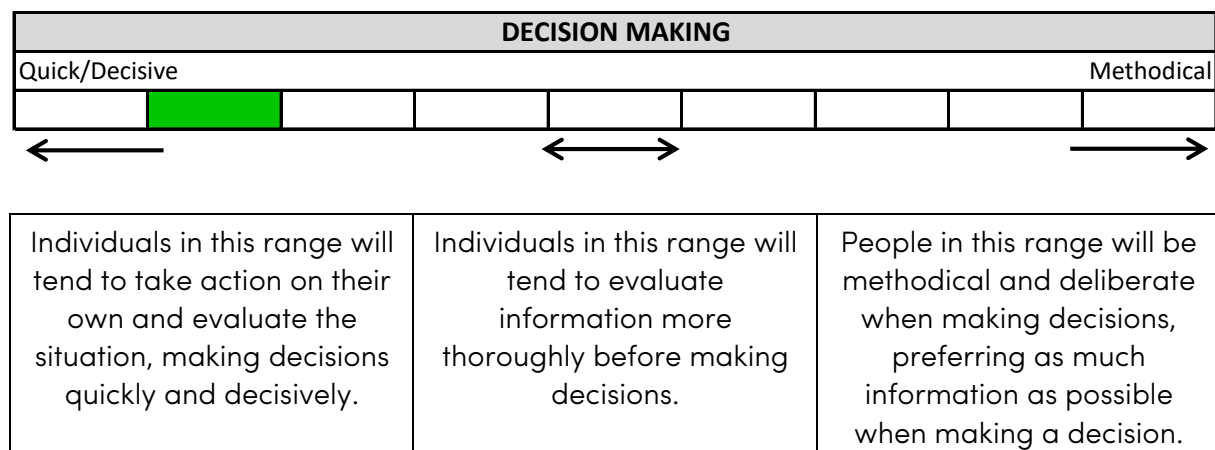 DECISION MAKING
Quick/Decisive
Methodical
Individuals in this range will
tend to take action on their
own and evaluate the
situation, making decisions
quickly and decisively.
Individuals in this range will
tend to evaluate
information more
thoroughly before making
decisions.
People in this range will be
methodical and deliberate
when making decisions,
preferring as much
information as possible
when making a decision.